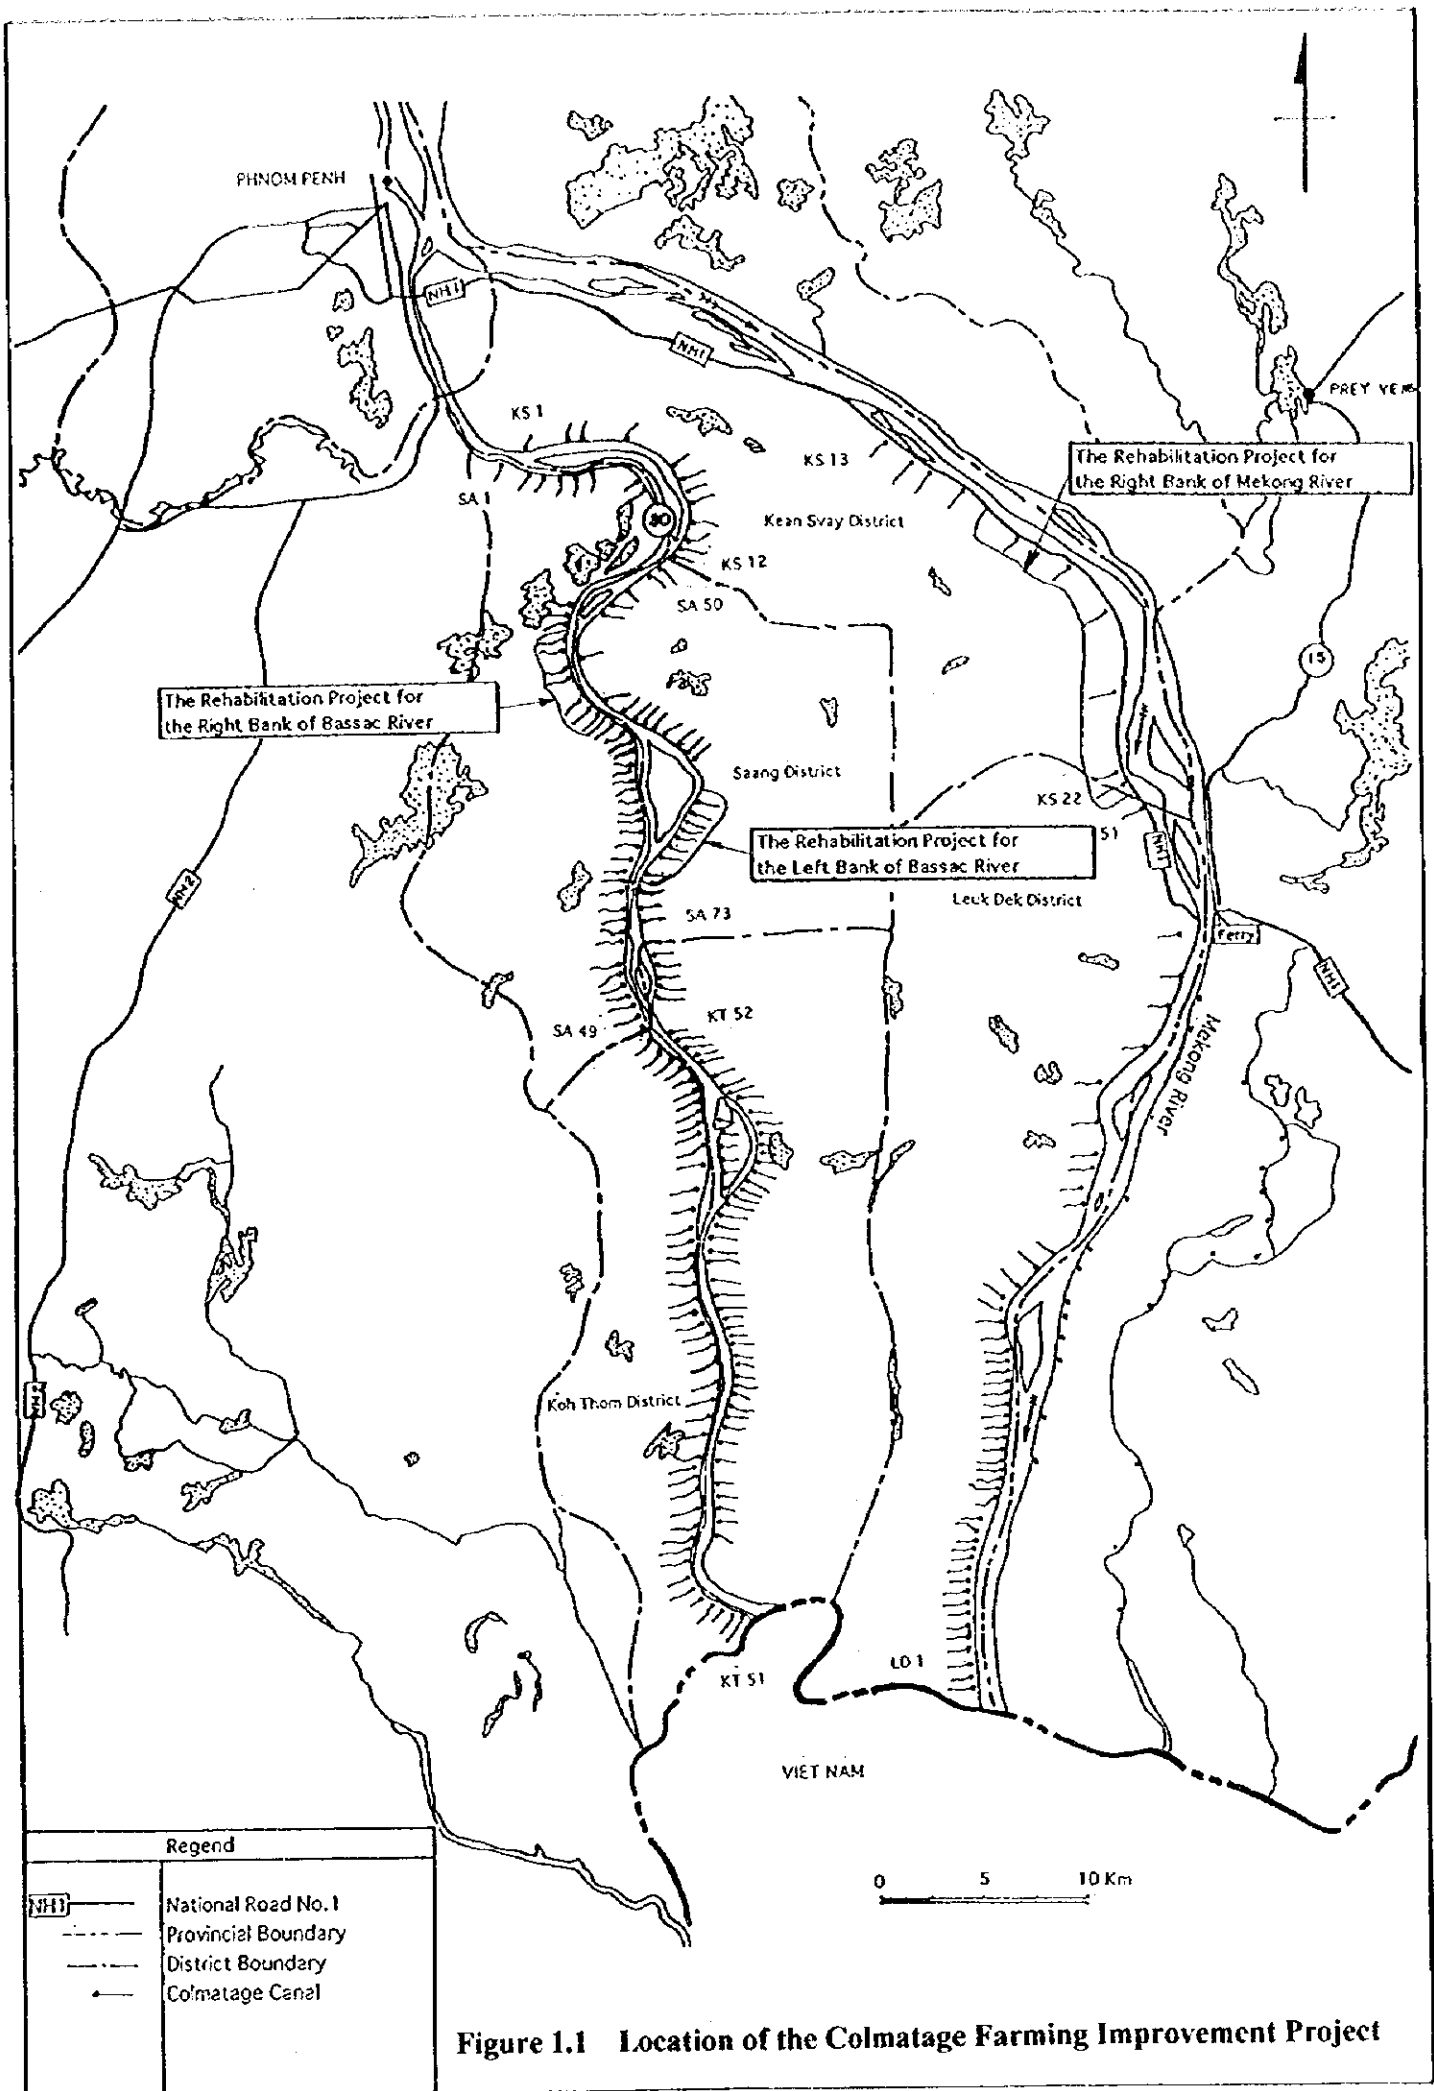 PHNOM PENH
NH1
NH1
PREY VENG
KS 1
KS 13
The Rehabilitation Project for
the Right Bank of Mekong River
SA 1
30
Kean Svay District
KS 12
SA 50
15
The Rehabilitation Project for
the Right Bank of Bassac River
Saang District
KS 22
51
NH1
The Rehabilitation Project for
the Left Bank of Bassac River
NH2
Leuk Dek District
SA 73
Ferry
NH1
KT 52
SA 49
Mekong River
NH2
Koh Thom District
KT 51
LD 1
VIET NAM
Regend
NH1 National Road No.1
Provincial Boundary
District Boundary
Colmatage Canal
0 5 10 Km
Figure 1.1 Location of the Colmatage Farming Improvement Project